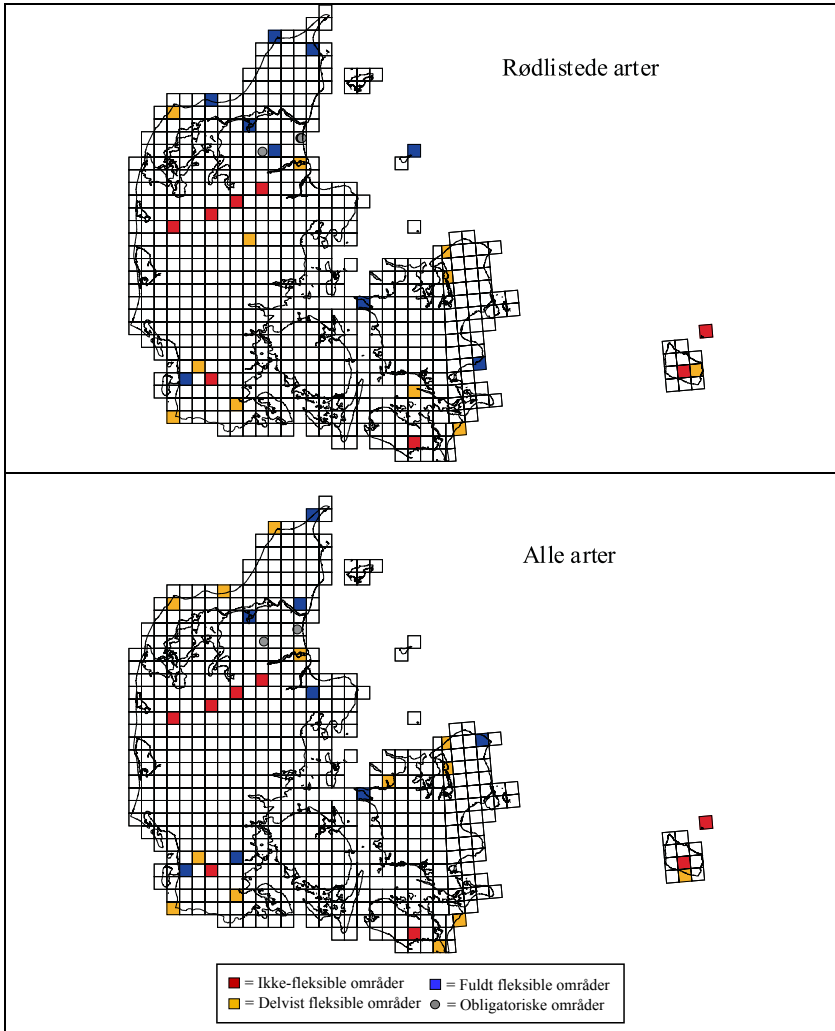 Rødlistede arter
Alle arter
= Ikke-fleksible områder
= Fuldt fleksible områder
= Delvist fleksible områder
= Obligatoriske områder